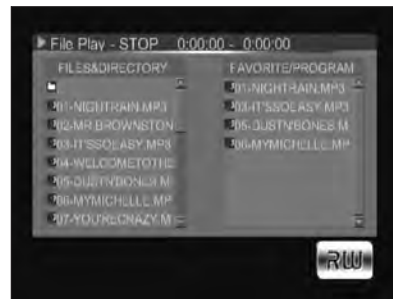 File Play - STOP 0:00:00 - 0:00:00
FILES&DIRECTORY
01-NIGHTRAIN.MP3
02-MR.BROWNSTON
03-IT'SSOEASY.MP3
04-WELCOMETOTHE
05-DUSTN'BONES.M
06-MYMICHELLE.MP
07-YOU'RECRAZY.M
FAVORITE/PROGRAM
01-NIGHTRAIN.MP3
03-IT'SSOEASY.MP3
05-DUSTN'BONES.M
06-MYMICHELLE.MP
RW